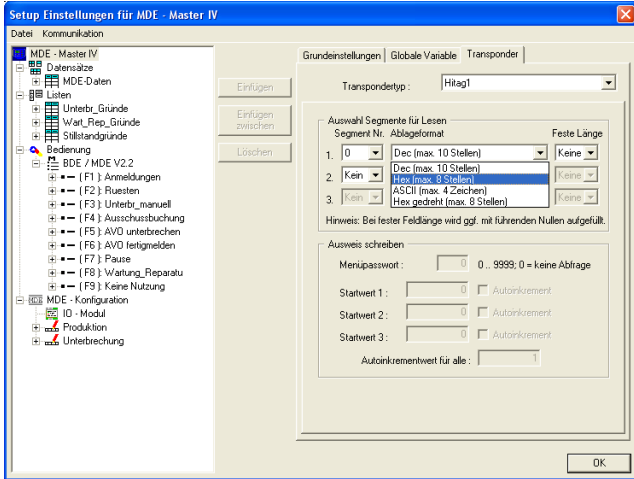 Setup Einstellungen für MDE - Master IV
Datei Kommunikation
MDE - Master IV
Datensätze
MDE-Daten
Listen
Unterbr_Gründe
Wart_Rep_Gründe
Stillstandgründe
Bedienung
BDE / MDE V2.2
( F1 ): Anmeldungen
( F2 ): Ruesten
( F3 ): Unterbr_manuell
( F4 ): Ausschussbuchung
( F5 ): AVO unterbrechen
( F6 ): AVO fertigmelden
( F7 ): Pause
( F8 ): Wartung_Reparatu
( F9 ): Keine Nutzung
MDE - Konfiguration
IO - Modul
Produktion
Unterbrechung
Einfügen
Einfügen
zwischen
Löschen
Grundeinstellungen Globale Variable Transponder
Transpondertyp : Hitag1
Auswahl Segmente für Lesen
Segment Nr. Ablageformat Feste Länge
1. 0 Dec (max. 10 Stellen) Keine
Dec (max. 10 Stellen)
2. Kein Hex (max. 8 Stellen) Keine
ASCII (max. 4 Zeichen)
3. Kein Hex gedreht (max. 8 Stellen) Keine
Hinweis: Bei fester Feldlänge wird ggf. mit führenden Nullen aufgefüllt.
Ausweis schreiben
Menüpasswort : 0 0 .. 9999; 0 = keine Abfrage
Startwert 1 : 0 Autoinkrement
Startwert 2 : 0 Autoinkrement
Startwert 3 : 0 Autoinkrement
Autoinkrementwert für alle : 1
OK